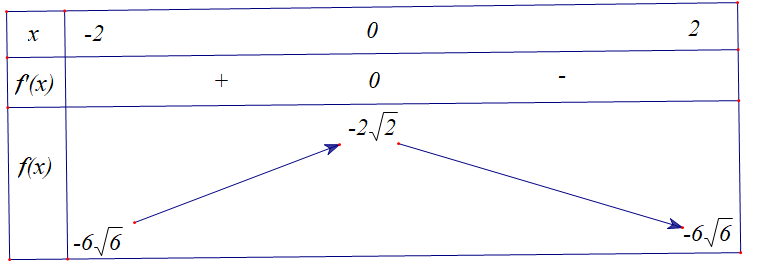 x -2 0 2
f'(x) + 0 -
-2√2
f(x)
-6√6 -6√6